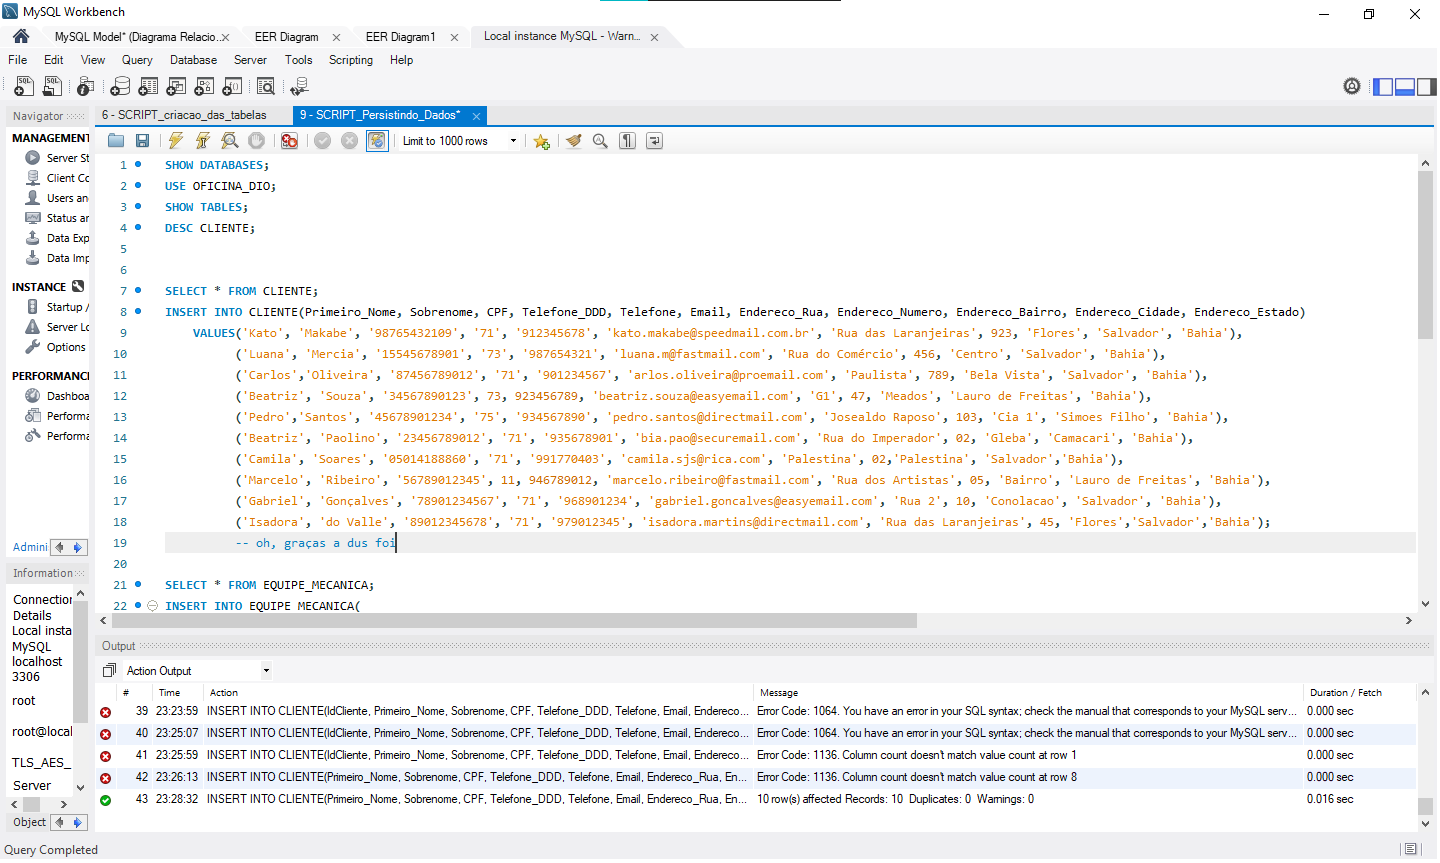 MySQL Workbench
MySQL Model* (Diagrama Relacio... EER Diagram EER Diagram1 Local instance MySQL - Warn...
File Edit View Query Database Server Tools Scripting Help
Navigator
6 - SCRIPT_criacao_das_tabelas 9 - SCRIPT_Persistindo_Dados*
MANAGEMENT
Server St
Client Co
Users an
Status ar
Data Exp
Data Imp
INSTANCE
Startup /
Server Lo
Options
PERFORMANCE
Dashboa
Performa
Performa
Admini
Information
Connection
Details
Local insta
MySQL
localhost
3306
root
root@local
TLS_AES_
Server
Object
Limit to 1000 rows
1 SHOW DATABASES;
2 USE OFICINA_DIO;
3 SHOW TABLES;
4 DESC CLIENTE;
5
6
7 SELECT * FROM CLIENTE;
8 INSERT INTO CLIENTE(Primeiro_Nome, Sobrenome, CPF, Telefone_DDD, Telefone, Email, Endereco_Rua, Endereco_Numero, Endereco_Bairro, Endereco_Cidade, Endereco_Estado)
9 VALUES('Kato', 'Makabe', '98765432109', '71', '912345678', 'kato.makabe@speedmail.com.br', 'Rua das Laranjeiras', 923, 'Flores', 'Salvador', 'Bahia'),
10 ('Luana', 'Mercia', '15545678901', '73', '987654321', 'luana.m@fastmail.com', 'Rua do Comércio', 456, 'Centro', 'Salvador', 'Bahia'),
11 ('Carlos','Oliveira', '87456789012', '71', '901234567', 'arlos.oliveira@proemail.com', 'Paulista', 789, 'Bela Vista', 'Salvador', 'Bahia'),
12 ('Beatriz', 'Souza', '34567890123', 73, 923456789, 'beatriz.souza@easyemail.com', 'G1', 47, 'Meados', 'Lauro de Freitas', 'Bahia'),
13 ('Pedro','Santos', '45678901234', '75', '934567890', 'pedro.santos@directmail.com', 'Josealdo Raposo', 103, 'Cia 1', 'Simoes Filho', 'Bahia'),
14 ('Beatriz', 'Paolino', '23456789012', '71', '935678901', 'bia.pao@securemail.com', 'Rua do Imperador', 02, 'Gleba', 'Camacari', 'Bahia'),
15 ('Camila', 'Soares', '05014188860', '71', '991770403', 'camila.sjs@rica.com', 'Palestina', 02,'Palestina', 'Salvador','Bahia'),
16 ('Marcelo', 'Ribeiro', '56789012345', 11, 946789012, 'marcelo.ribeiro@fastmail.com', 'Rua dos Artistas', 05, 'Bairro', 'Lauro de Freitas', 'Bahia'),
17 ('Gabriel', 'Gonçalves', '78901234567', '71', '968901234', 'gabriel.goncalves@easyemail.com', 'Rua 2', 10, 'Conolacao', 'Salvador', 'Bahia'),
18 ('Isadora', 'do Valle', '89012345678', '71', '979012345', 'isadora.martins@directmail.com', 'Rua das Laranjeiras', 45, 'Flores','Salvador','Bahia');
19 -- oh, graças a dus foi
20
21 SELECT * FROM EQUIPE_MECANICA;
22 INSERT INTO EQUIPE_MECANICA(
Output
Action Output
# Time Action Message Duration / Fetch
39 23:23:59 INSERT INTO CLIENTE(IdCliente, Primeiro_Nome, Sobrenome, CPF, Telefone_DDD, Telefone, Email, Endereco... Error Code: 1064. You have an error in your SQL syntax; check the manual that corresponds to your MySQL serv... 0.000 sec
40 23:25:07 INSERT INTO CLIENTE(IdCliente, Primeiro_Nome, Sobrenome, CPF, Telefone_DDD, Telefone, Email, Endereco... Error Code: 1064. You have an error in your SQL syntax; check the manual that corresponds to your MySQL serv... 0.000 sec
41 23:25:59 INSERT INTO CLIENTE(IdCliente, Primeiro_Nome, Sobrenome, CPF, Telefone_DDD, Telefone, Email, Endereco... Error Code: 1136. Column count doesn't match value count at row 1 0.000 sec
42 23:26:13 INSERT INTO CLIENTE(Primeiro_Nome, Sobrenome, CPF, Telefone_DDD, Telefone, Email, Endereco_Rua, En... Error Code: 1136. Column count doesn't match value count at row 8 0.000 sec
43 23:28:32 INSERT INTO CLIENTE(Primeiro_Nome, Sobrenome, CPF, Telefone_DDD, Telefone, Email, Endereco_Rua, En... 10 row(s) affected Records: 10 Duplicates: 0 Warnings: 0 0.016 sec
Query Completed